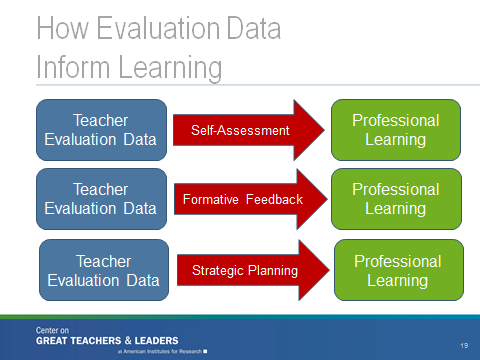 How Evaluation Data
Inform Learning
Teacher
Evaluation Data
Self-Assessment
Professional
Learning
Teacher
Evaluation Data
Formative Feedback
Professional
Learning
Teacher
Evaluation Data
Strategic Planning
Professional
Learning
Center on
GREAT TEACHERS & LEADERS
at American Institutes for Research
19